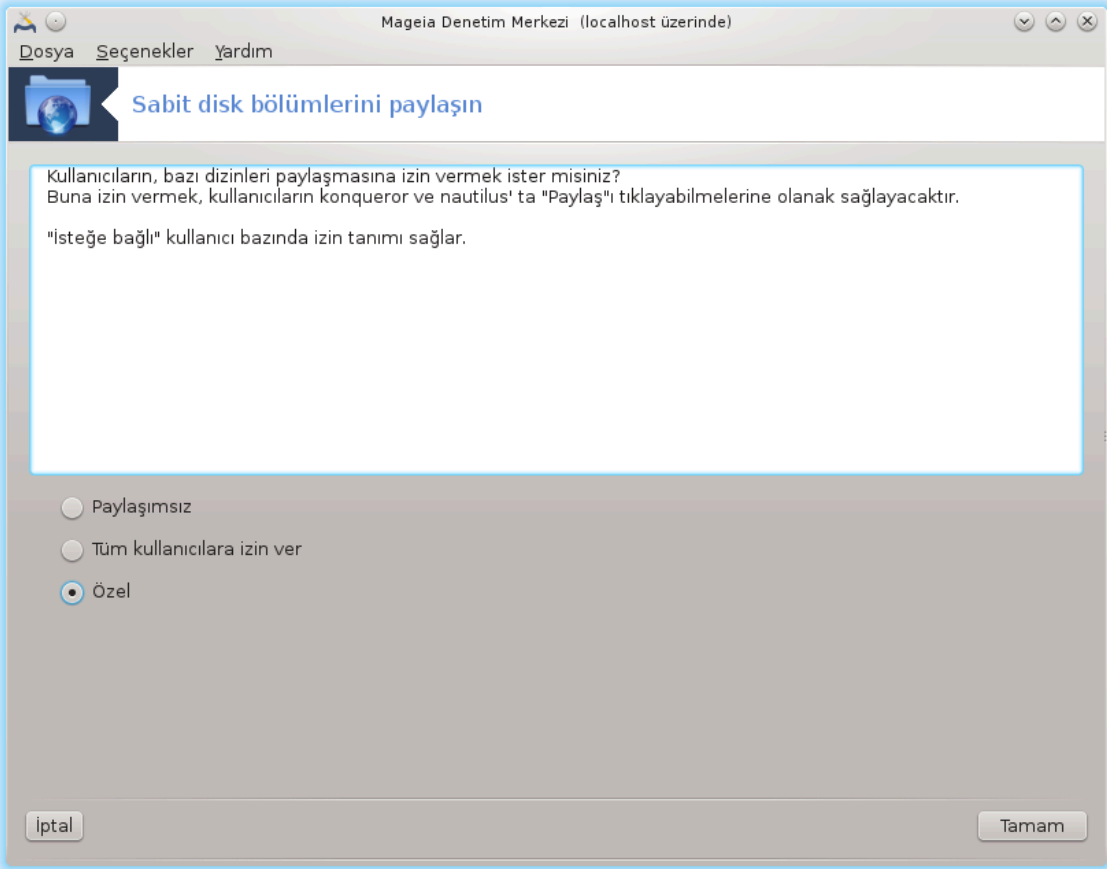 Mageia Denetim Merkezi (localhost üzerinde)
Dosya Seçenekler Yardım
Sabit disk bölümlerini paylaşın
Kullanıcıların, bazı dizinleri paylaşmasına izin vermek ister misiniz?
Buna izin vermek, kullanıcıların konqueror ve nautilus' ta "Paylaş"ı tıklayabilmelerine olanak sağlayacaktır.
"İsteğe bağlı" kullanıcı bazında izin tanımı sağlar.
Paylaşımsız
Tüm kullanıcılara izin ver
Özel
İptal Tamam